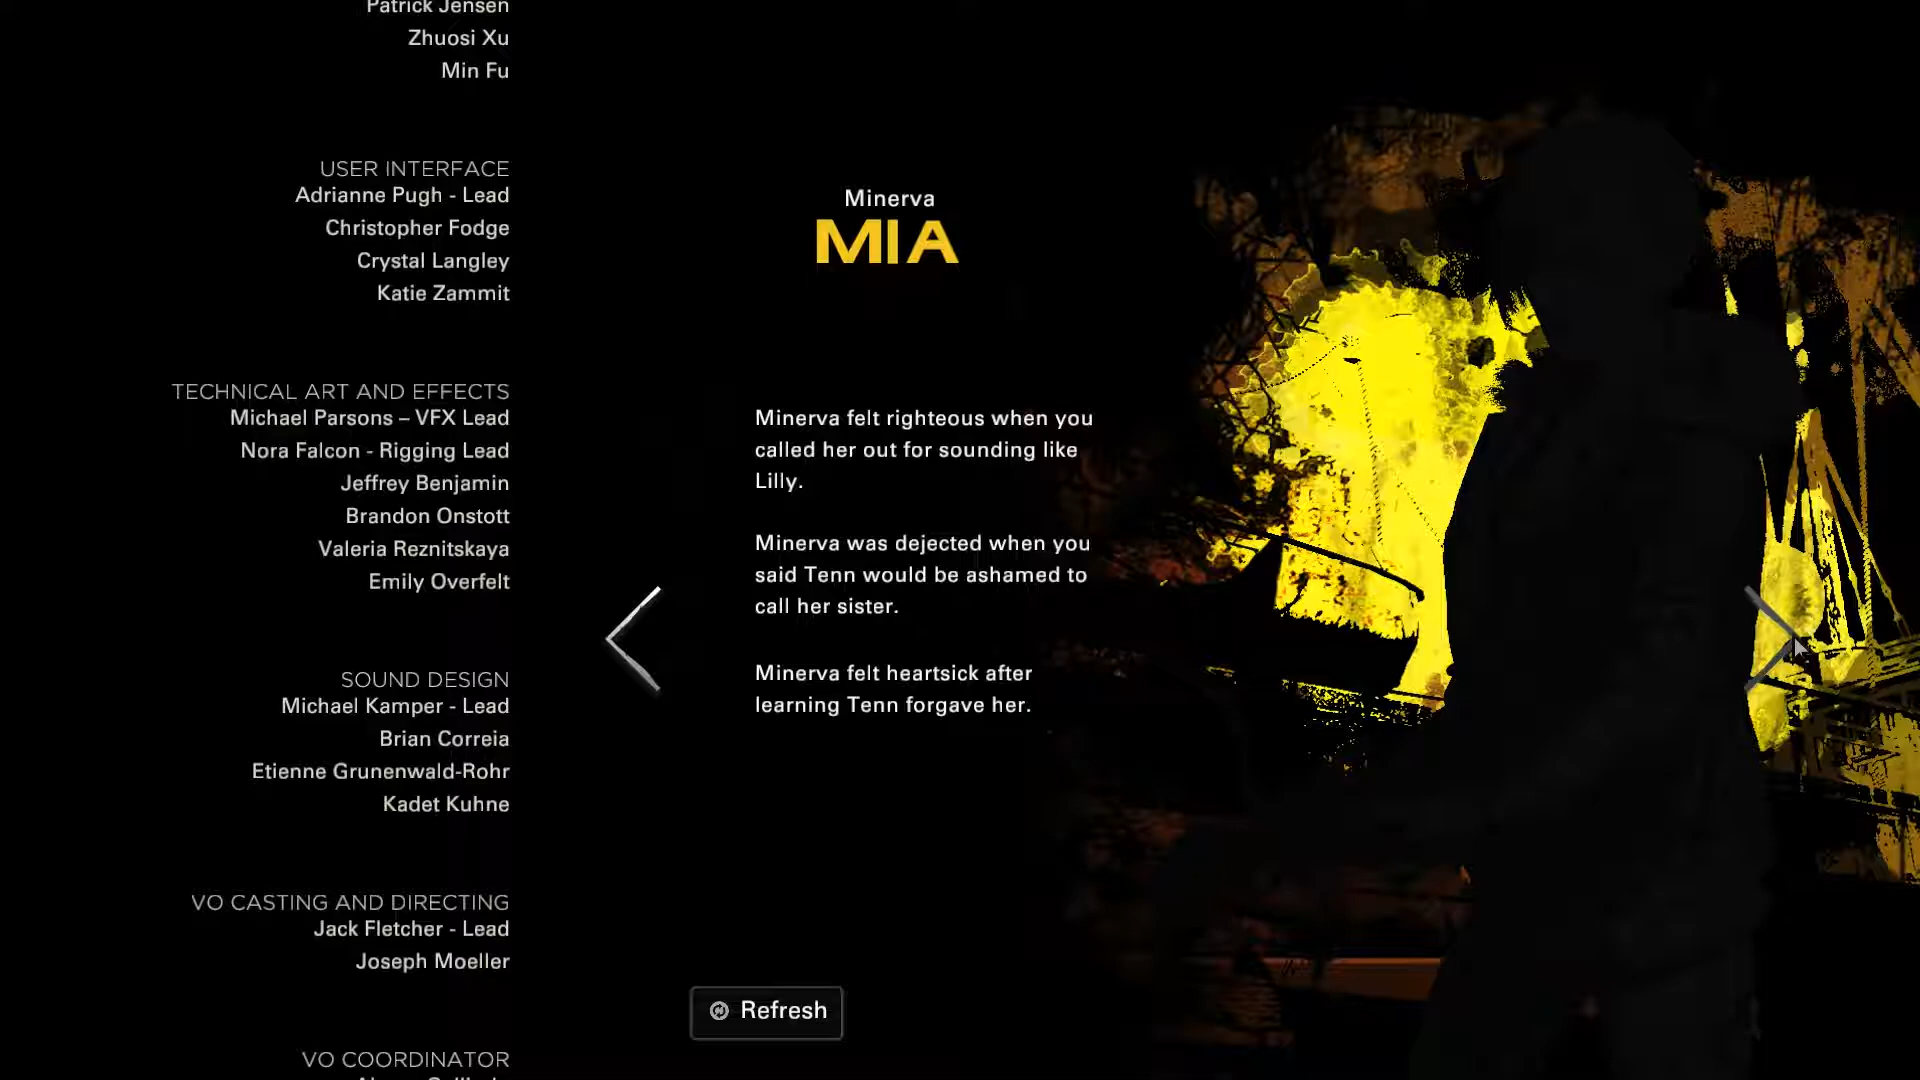 Patrick Jensen
Zhuosi Xu
Min Fu
USER INTERFACE
Adrianne Pugh - Lead
Christopher Fodge
Crystal Langley
Katie Zammit
TECHNICAL ART AND EFFECTS
Michael Parsons – VFX Lead
Nora Falcon - Rigging Lead
Jeffrey Benjamin
Brandon Onstott
Valeria Reznitskaya
Emily Overfelt
SOUND DESIGN
Michael Kamper - Lead
Brian Correia
Etienne Grunenwald-Rohr
Kadet Kuhne
VO CASTING AND DIRECTING
Jack Fletcher - Lead
Joseph Moeller
VO COORDINATOR
Minerva
MIA
Minerva felt righteous when you
called her out for sounding like
Lilly.
Minerva was dejected when you
said Tenn would be ashamed to
call her sister.
Minerva felt heartsick after
learning Tenn forgave her.
Refresh